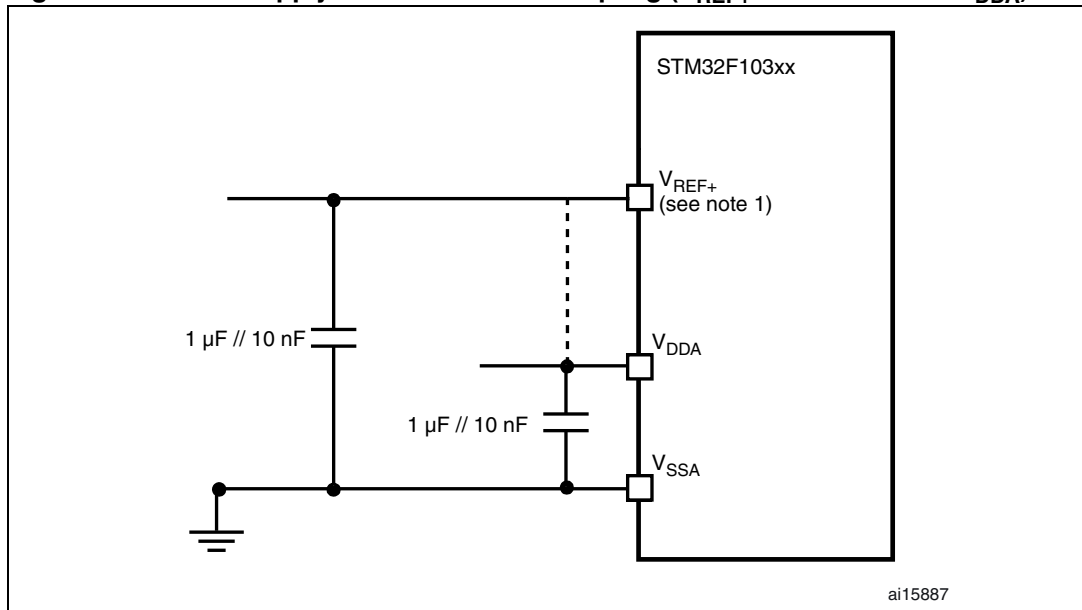 STM32F103xx
VREF+
(see note 1)
1 µF // 10 nF
VDDA
1 µF // 10 nF
VSSA
ai15887